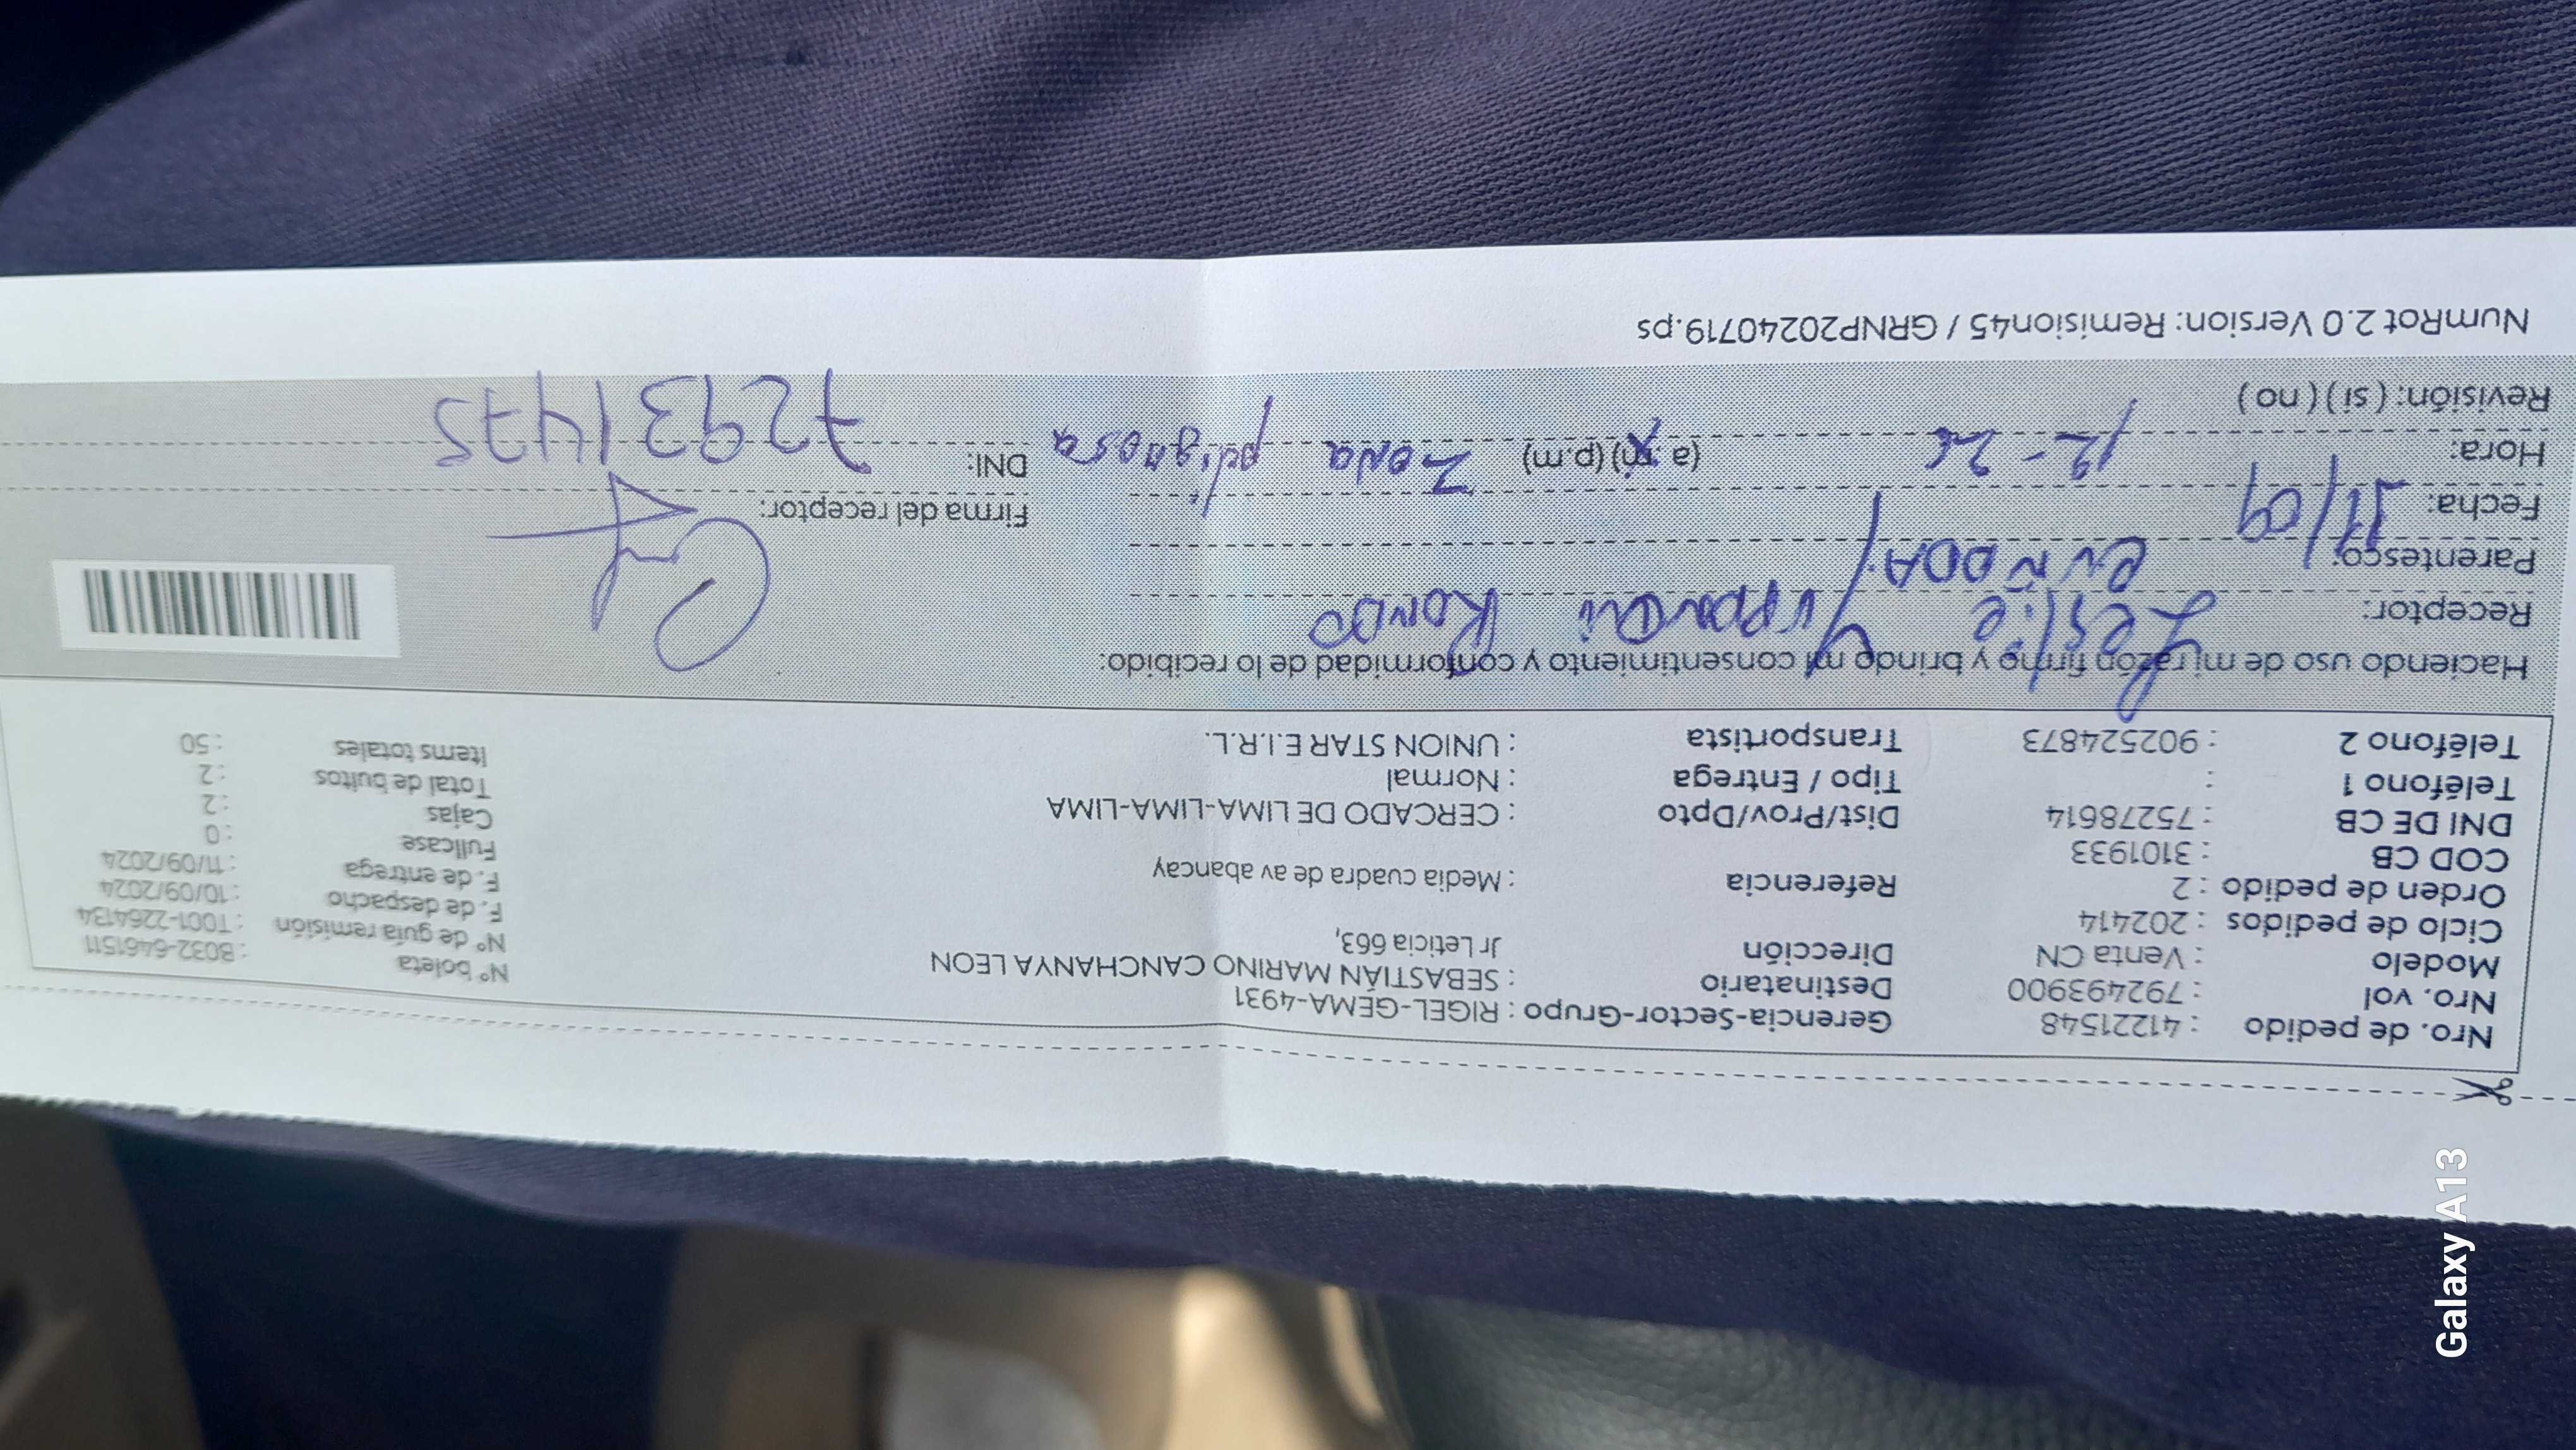 Nro. de pedido : 41221548
Nro. vol : 792493900
Modelo : Venta CN
Ciclo de pedidos : 202414
Orden de pedido : 2
COD CB : 3101933
DNI DE CB : 75278614
Teléfono 1 :
Teléfono 2 : 902524873
Gerencia-Sector-Grupo : RIGEL-GEMA-4931
Destinatario : SEBASTIÁN MARINO CANCHANYA LEON
Dirección Jr Leticia 663,
Referencia : Media cuadra de av abancay
Dist/Prov/Dpto : CERCADO DE LIMA-LIMA-LIMA
Tipo / Entrega : Normal
Transportista : UNION STAR E.I.R.L.
N° boleta : B032-6461511
N° de guía remisión : T001-2264134
F. de despacho : 10/09/2024
F. de entrega : 11/09/2024
Fullcase : 0
Cajas : 2
Total de bultos : 2
Items totales : 50
Haciendo uso de mi razón firmo y brindo mi consentimiento y conformidad de lo recibido:
Receptor: Leslie Yupanqui
Parentesco: cuñada
Fecha: 11/09
Firma del receptor:
Hora: 12-26 (a.m) (p.m) Zona peligrosa
DNI: 72931475
Revisión: ( si ) ( no )
NumRot 2.0 Version: Remision45 / GRNP20240719.ps
Galaxy A13